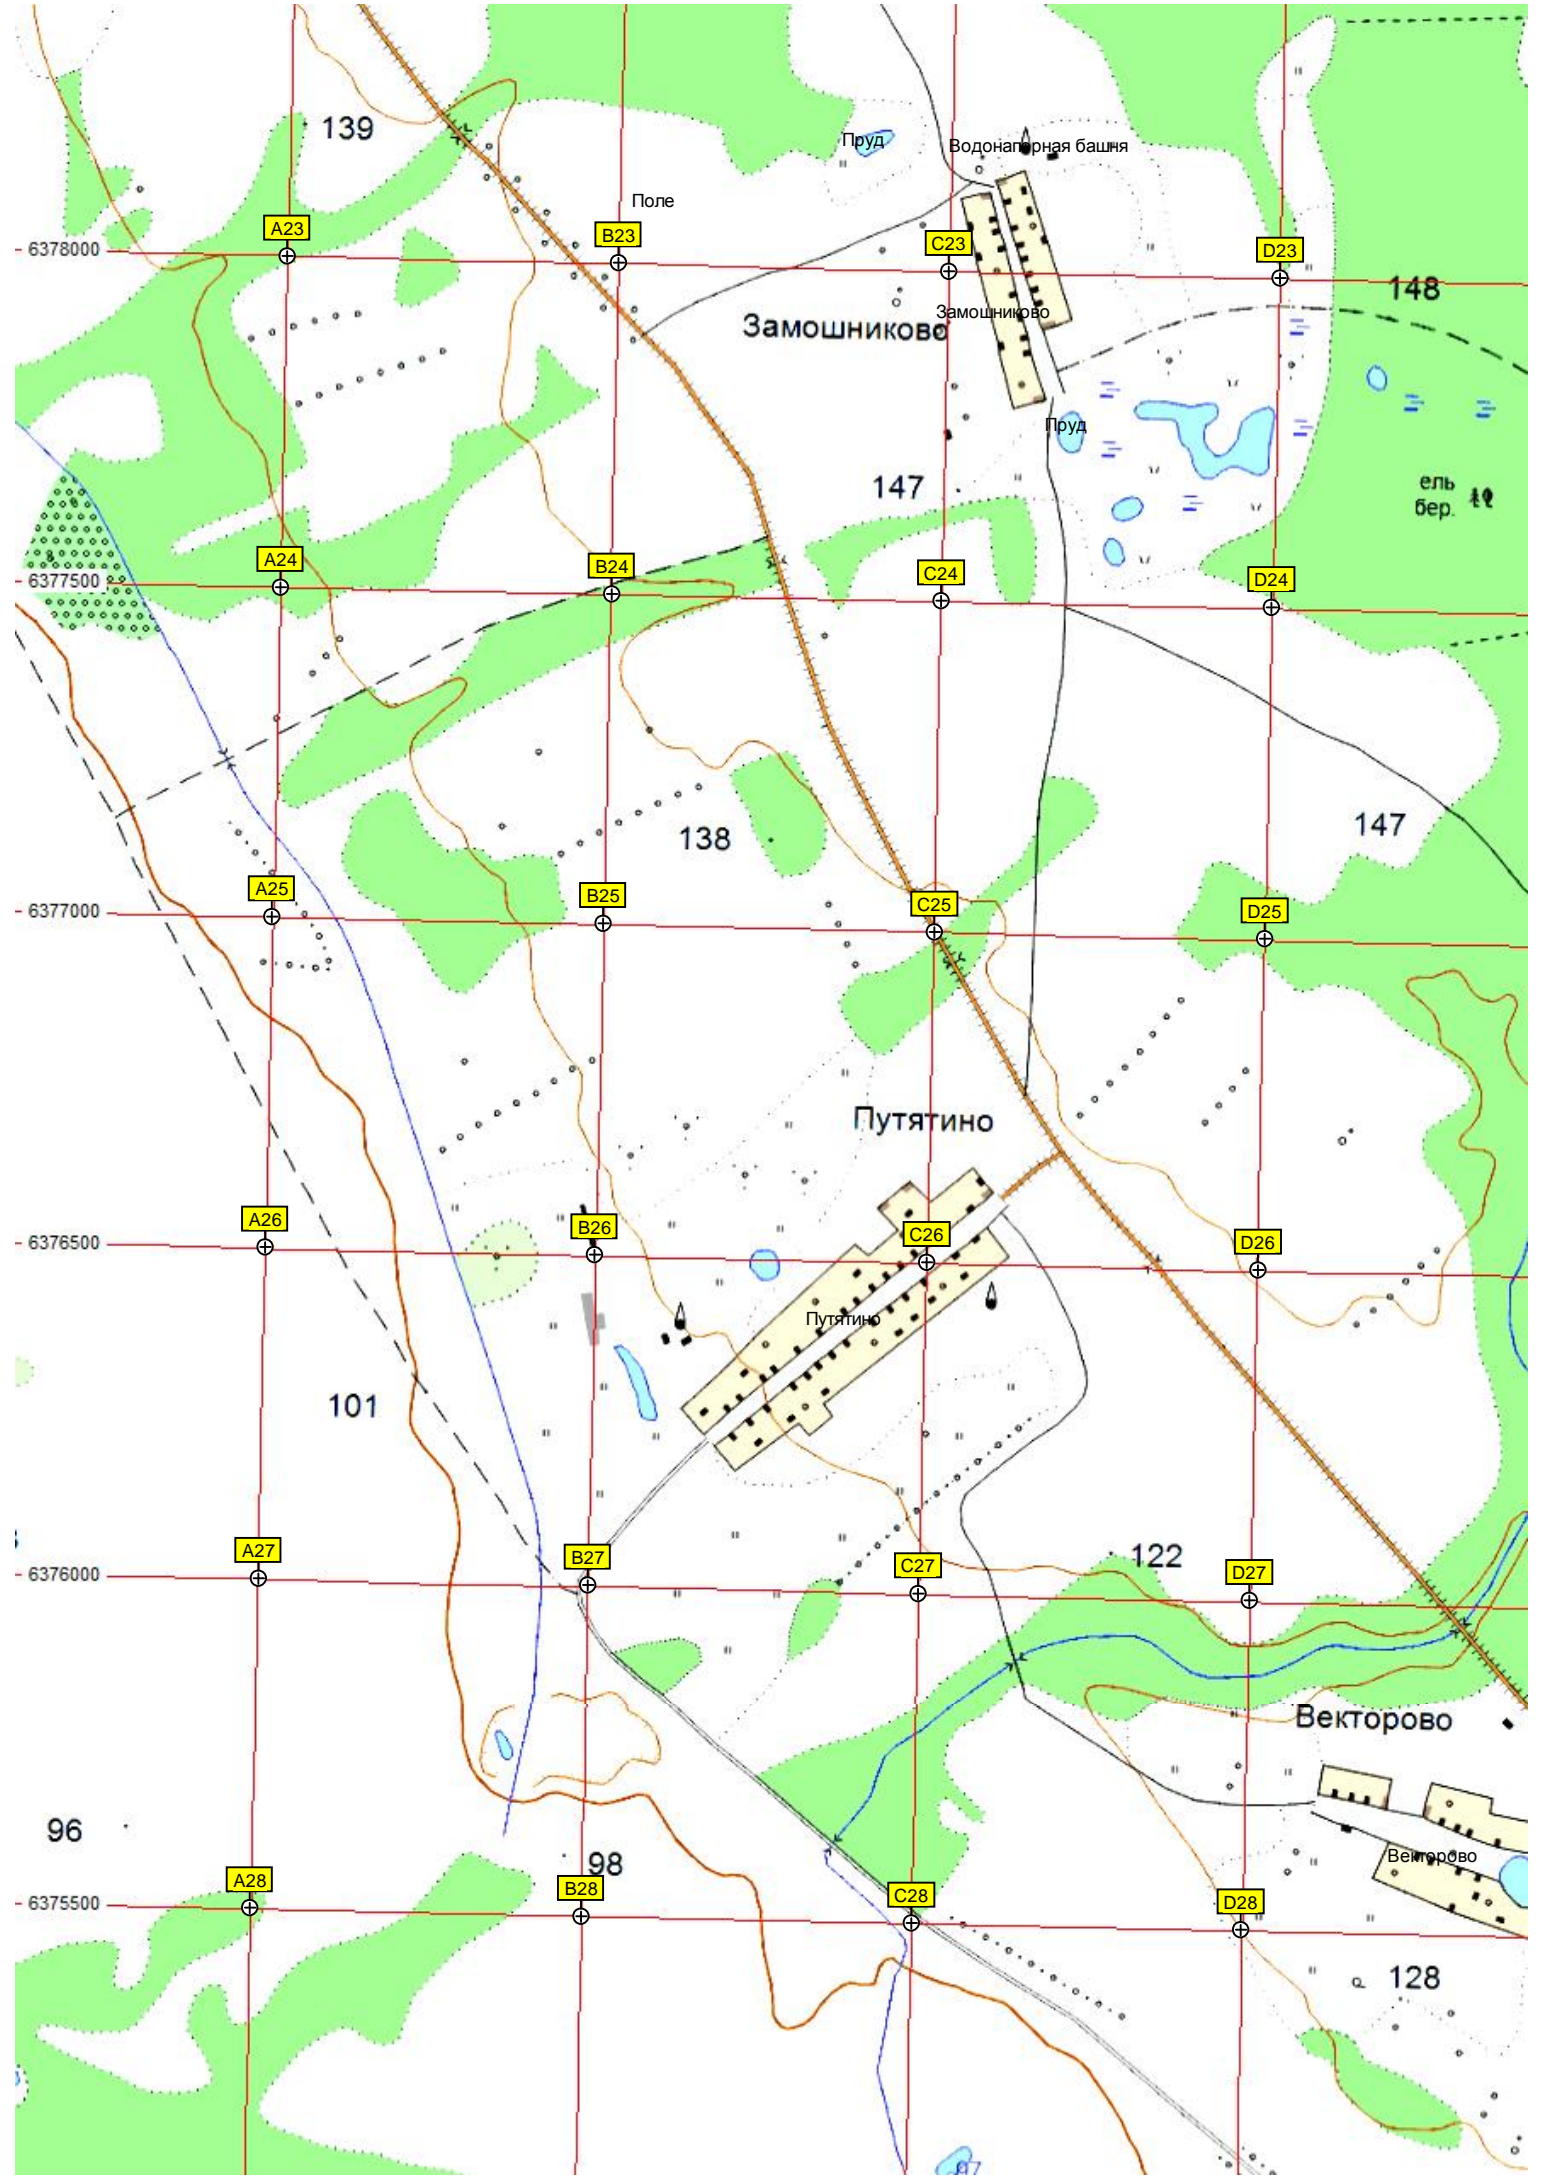 139
Пруд
Водонапорная башня
Поле
A23
B23
C23
D23
6378000
148
Замошниково
Замошниково
Пруд
147
ель
бер.
A24
B24
C24
D24
6377500
138
147
A25
B25
C25
D25
6377000
Путятино
A26
B26
C26
D26
6376500
Путятино
101
A27
B27
C27
D27
122
6376000
Векторово
96
98
Векторово
A28
B28
C28
D28
6375500
128
97